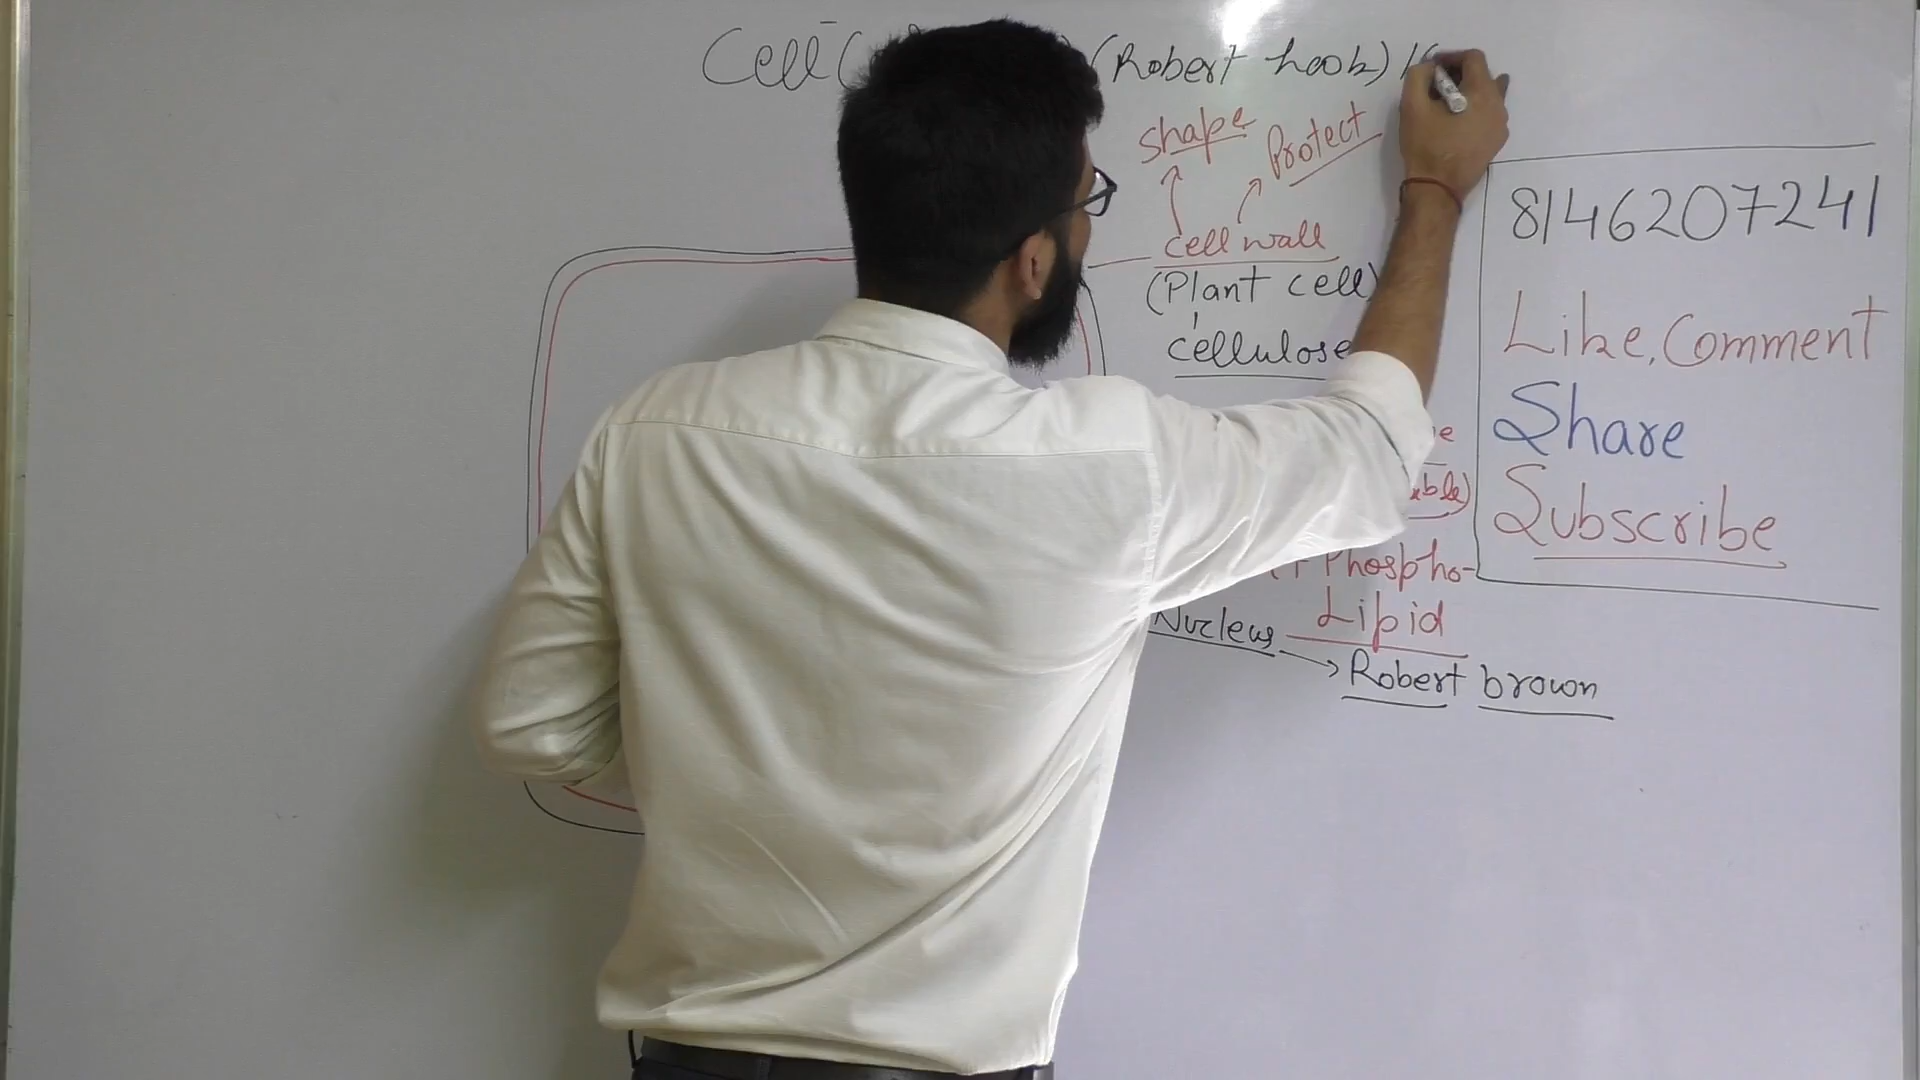 Cell (Robert hook) 1
shape
Protect
cell wall
(Plant cell)
cellulose
Phospho-
Lipid
Nucleus
Robert brown
8146207241
Like, Comment
Share
Subscribe